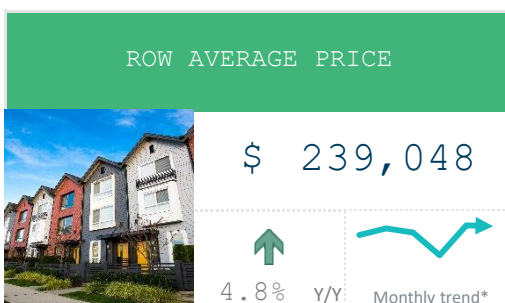 ROW AVERAGE PRICE
$ 239,048
4.8% Y/Y
Monthly trend*